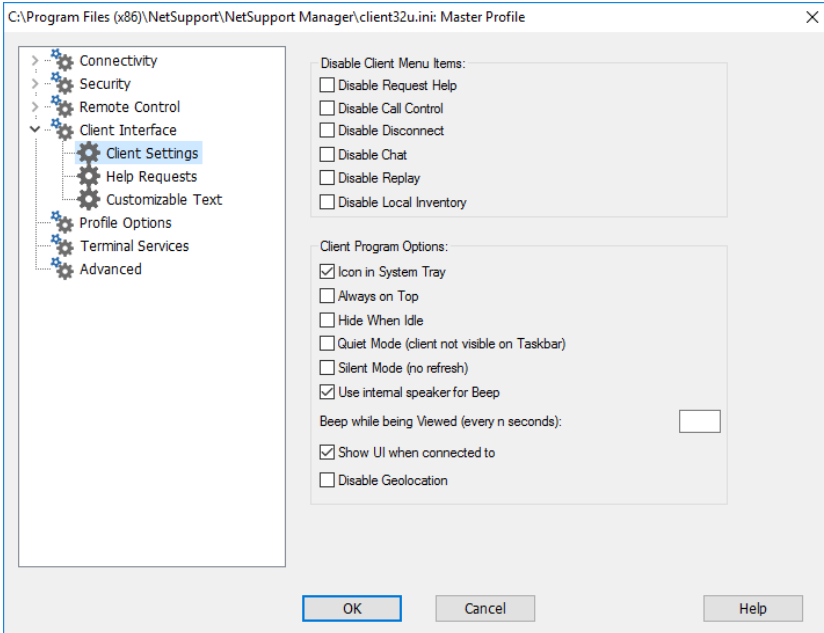 C:\Program Files (x86)\NetSupport\NetSupport Manager\client32u.ini: Master Profile
Connectivity
Security
Remote Control
Client Interface
Client Settings
Help Requests
Customizable Text
Profile Options
Terminal Services
Advanced
Disable Client Menu Items:
Disable Request Help
Disable Call Control
Disable Disconnect
Disable Chat
Disable Replay
Disable Local Inventory
Client Program Options:
Icon in System Tray
Always on Top
Hide When Idle
Quiet Mode (client not visible on Taskbar)
Silent Mode (no refresh)
Use internal speaker for Beep
Beep while being Viewed (every n seconds):
Show UI when connected to
Disable Geolocation
OK
Cancel
Help